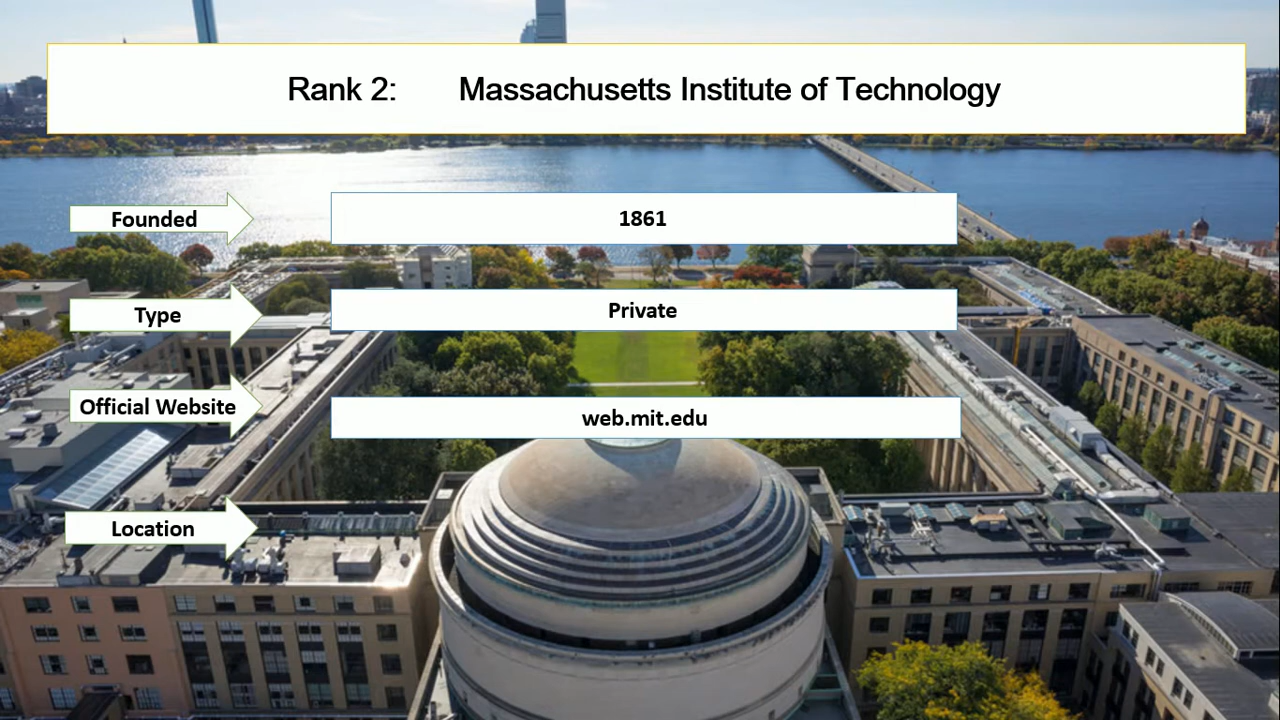 Rank 2: Massachusetts Institute of Technology
Founded 1861
Type Private
Official Website web.mit.edu
Location